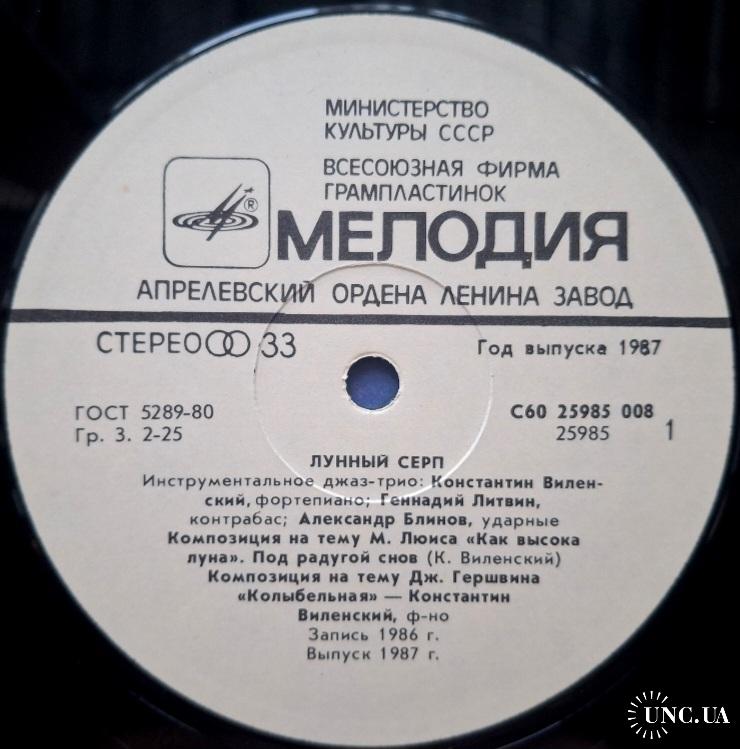 МИНИСТЕРСТВО
КУЛЬТУРЫ СССР
ВСЕСОЮЗНАЯ ФИРМА
ГРАМПЛАСТИНОК
®
МЕЛОДИЯ
АПРЕЛЕВСКИЙ ОРДЕНА ЛЕНИНА ЗАВОД
СТЕРЕО 33
Год выпуска 1987
ГОСТ 5289-80
Гр. 3. 2-25
С60 25985 008
25985 1
ЛУННЫЙ СЕРП
Инструментальное джаз-трио: Константин Вилен-
ский, фортепиано; Геннадий Литвин,
контрабас; Александр Блинов, ударные
Композиция на тему М. Люиса «Как высока
луна». Под радугой снов (К. Виленский)
Композиция на тему Дж. Гершвина
«Колыбельная» — Константин
Виленский, ф-но
Запись 1986 г.
Выпуск 1987 г.
UNC.UA